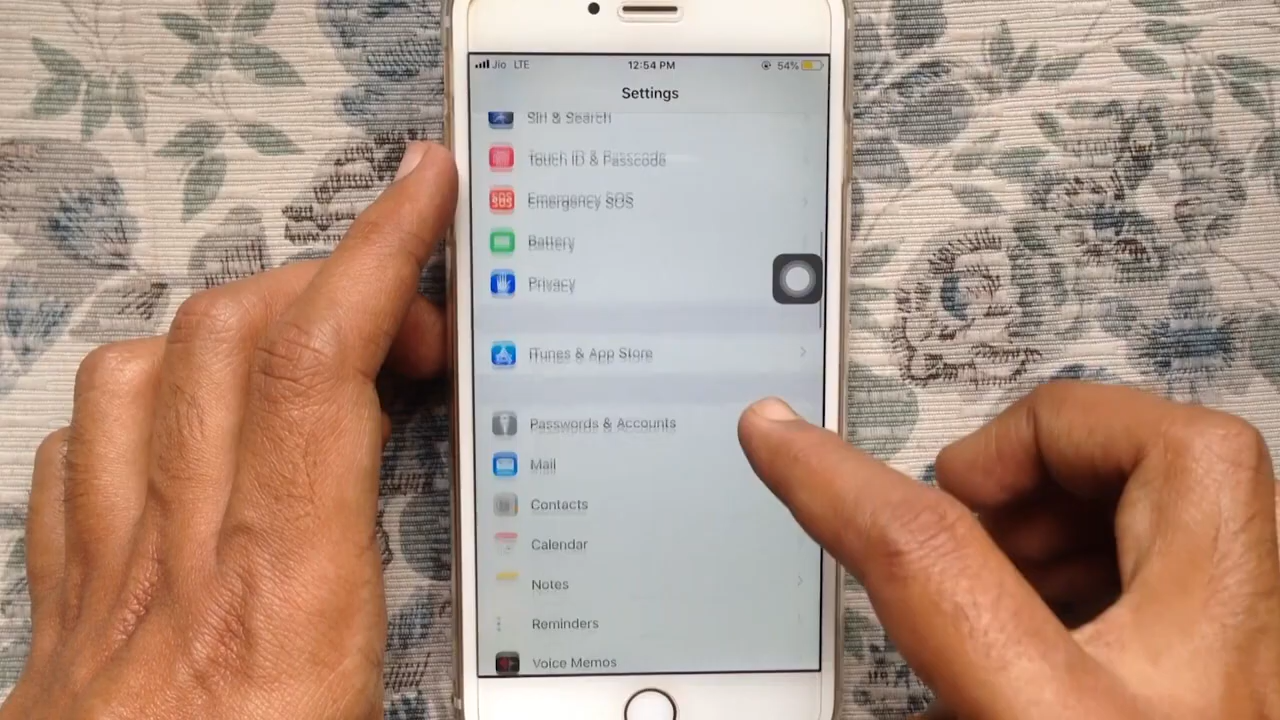 Jio LTE 12:54 PM 54%
Settings
Siri & Search
Touch ID & Passcode
SOS Emergency SOS
Battery
Privacy
iTunes & App Store
Passwords & Accounts
Mail
Contacts
Calendar
Notes
Reminders
Voice Memos